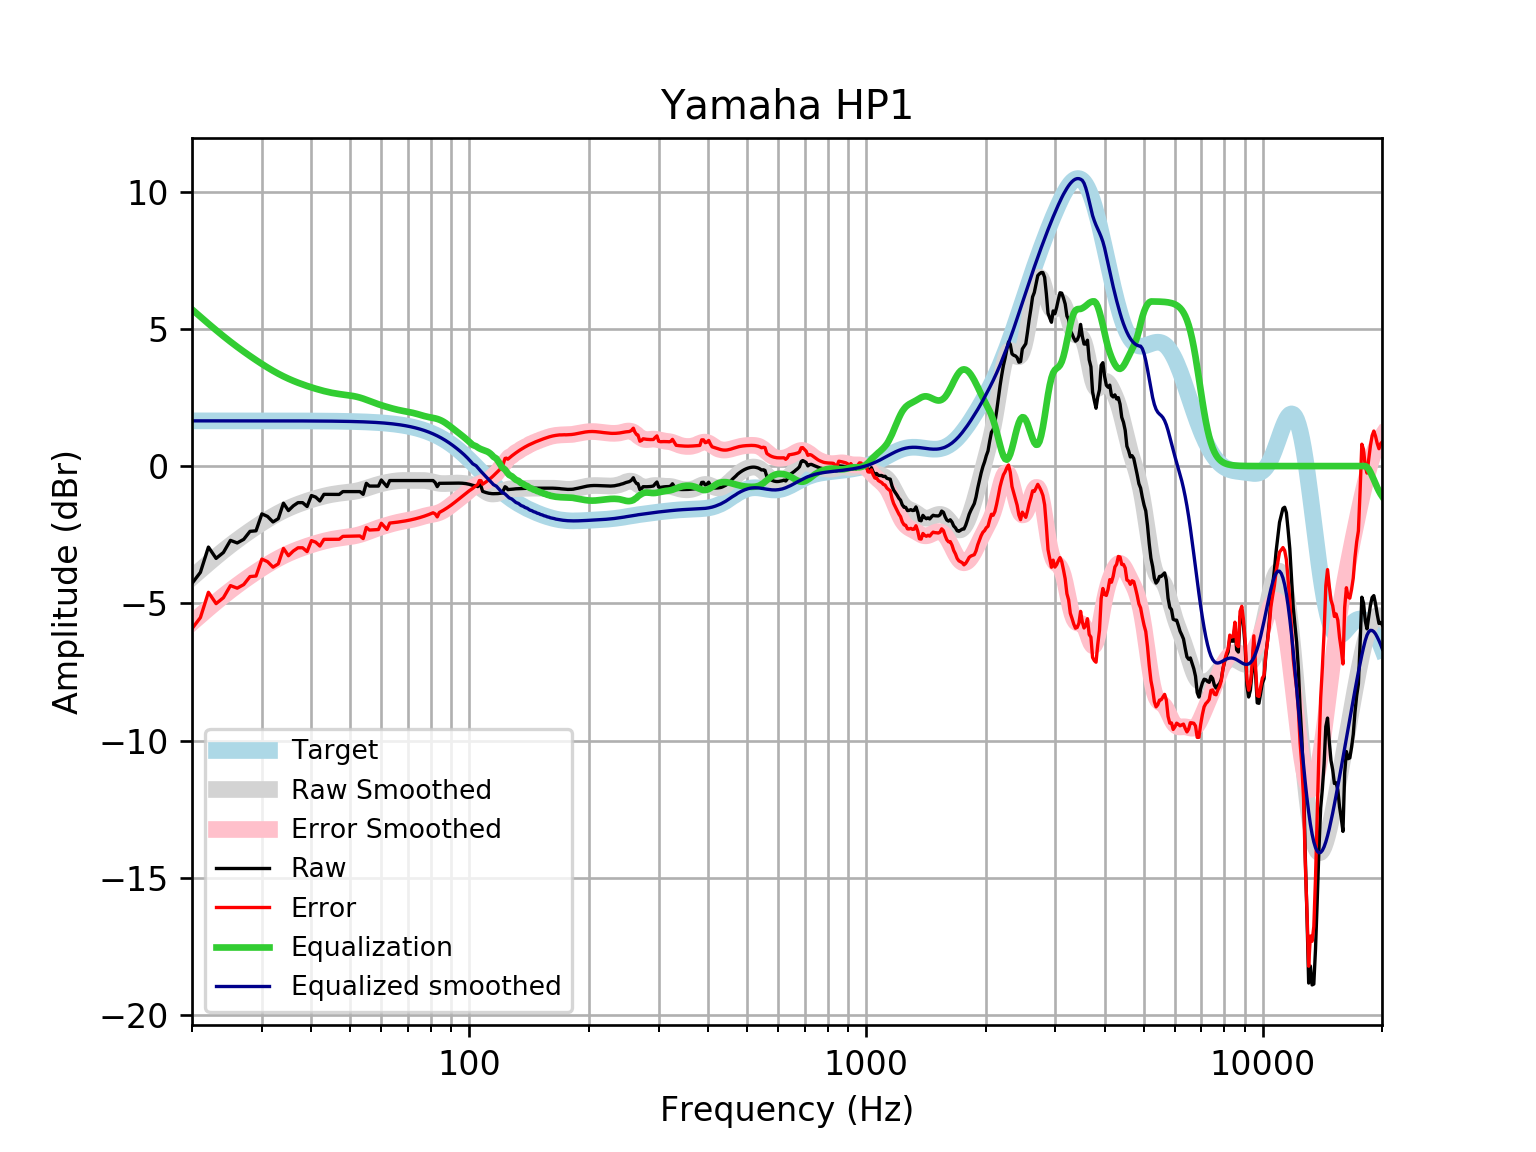 Yamaha HP1
Amplitude (dBr)
10
5
0
−5
−10
−15
−20
Target
Raw Smoothed
Error Smoothed
Raw
Error
Equalization
Equalized smoothed
100
1000
10000
Frequency (Hz)